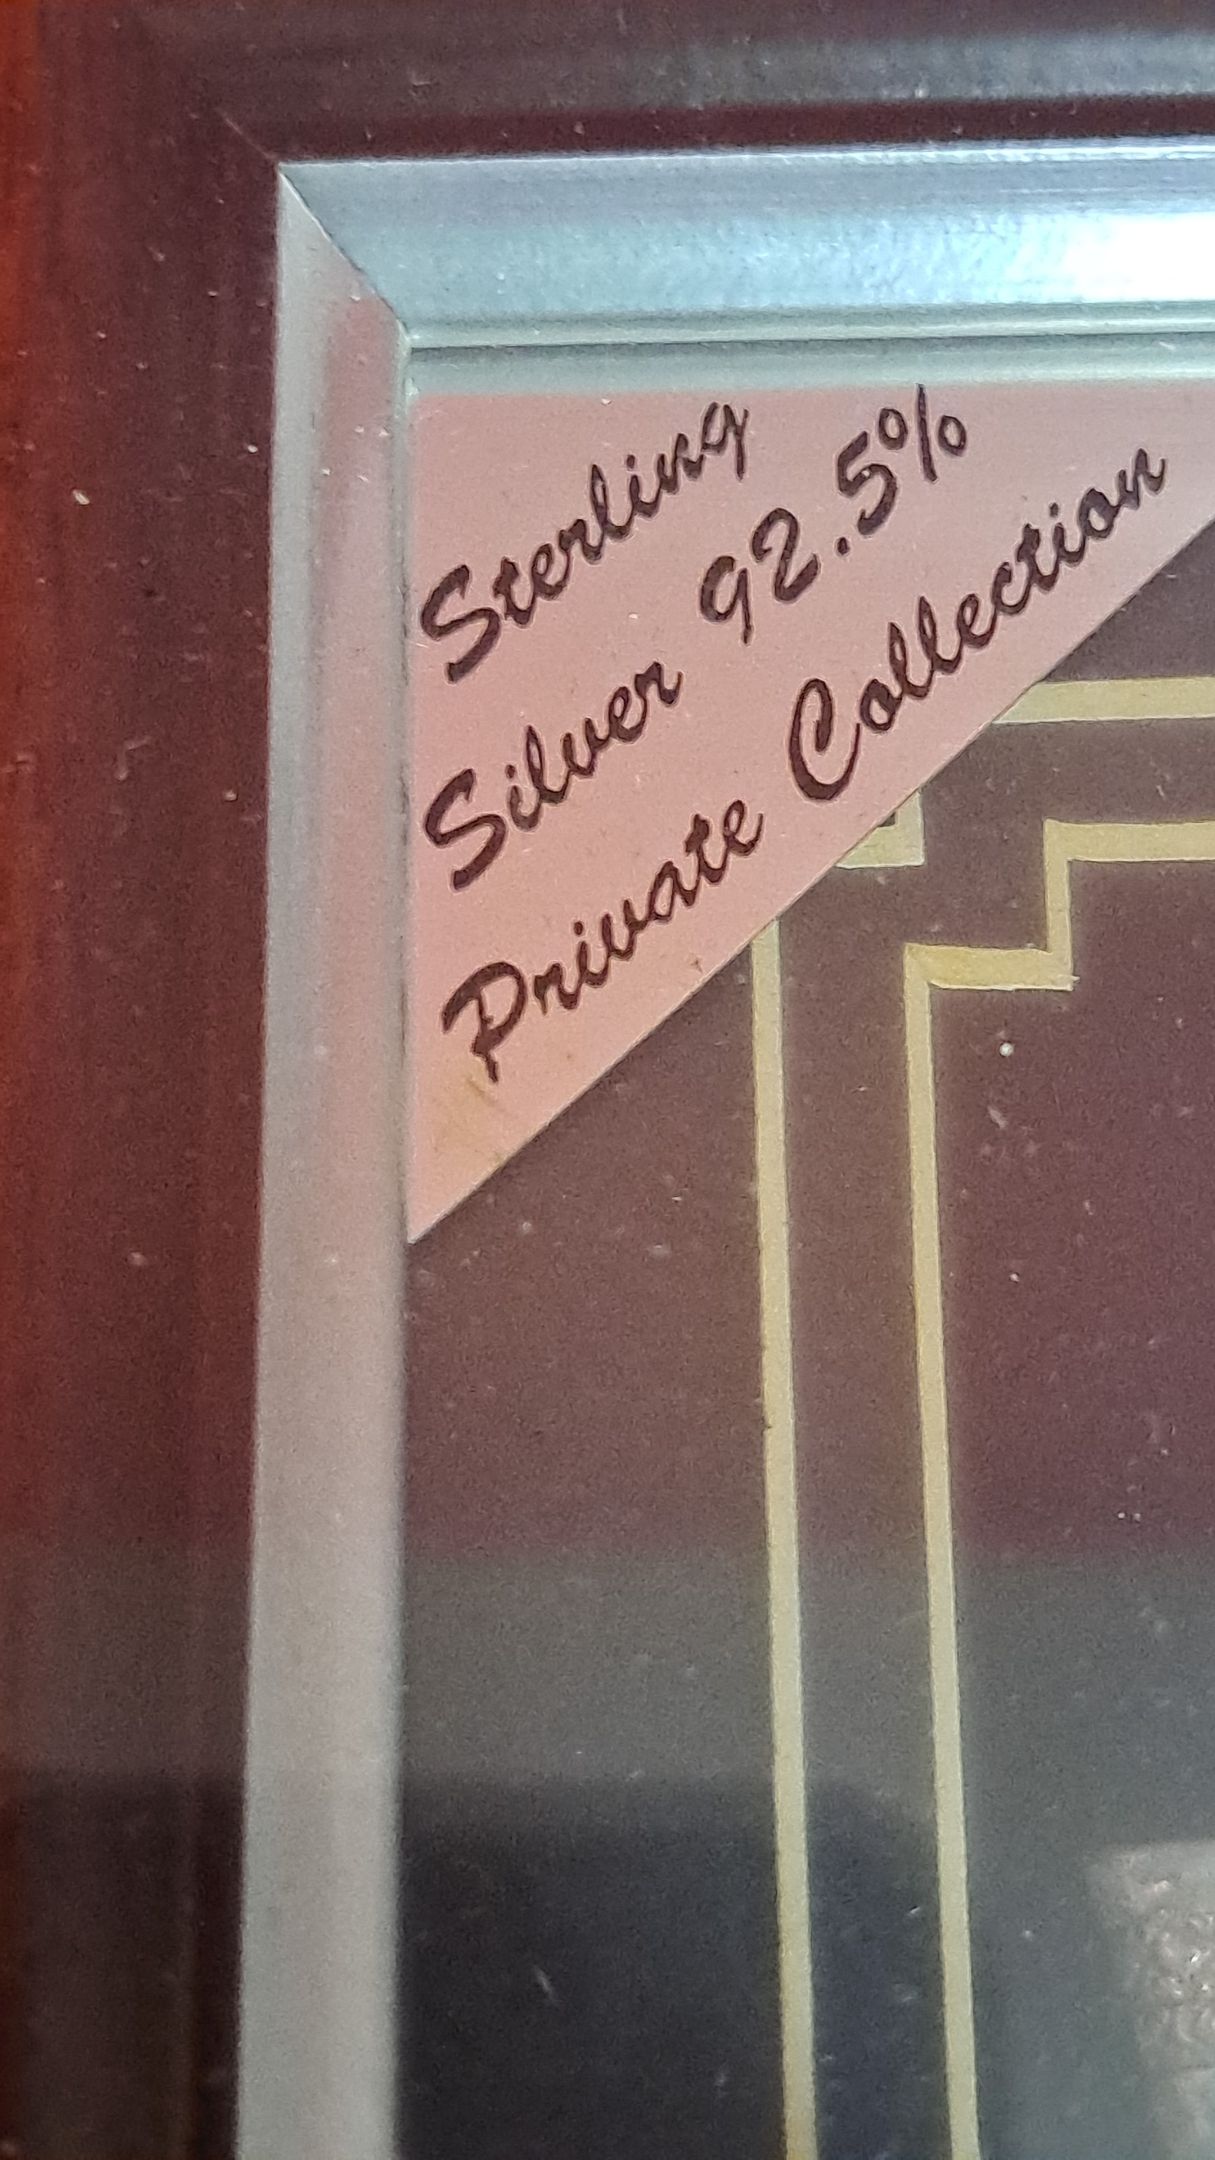 Sterling
Silver 92.5%
Private Collection